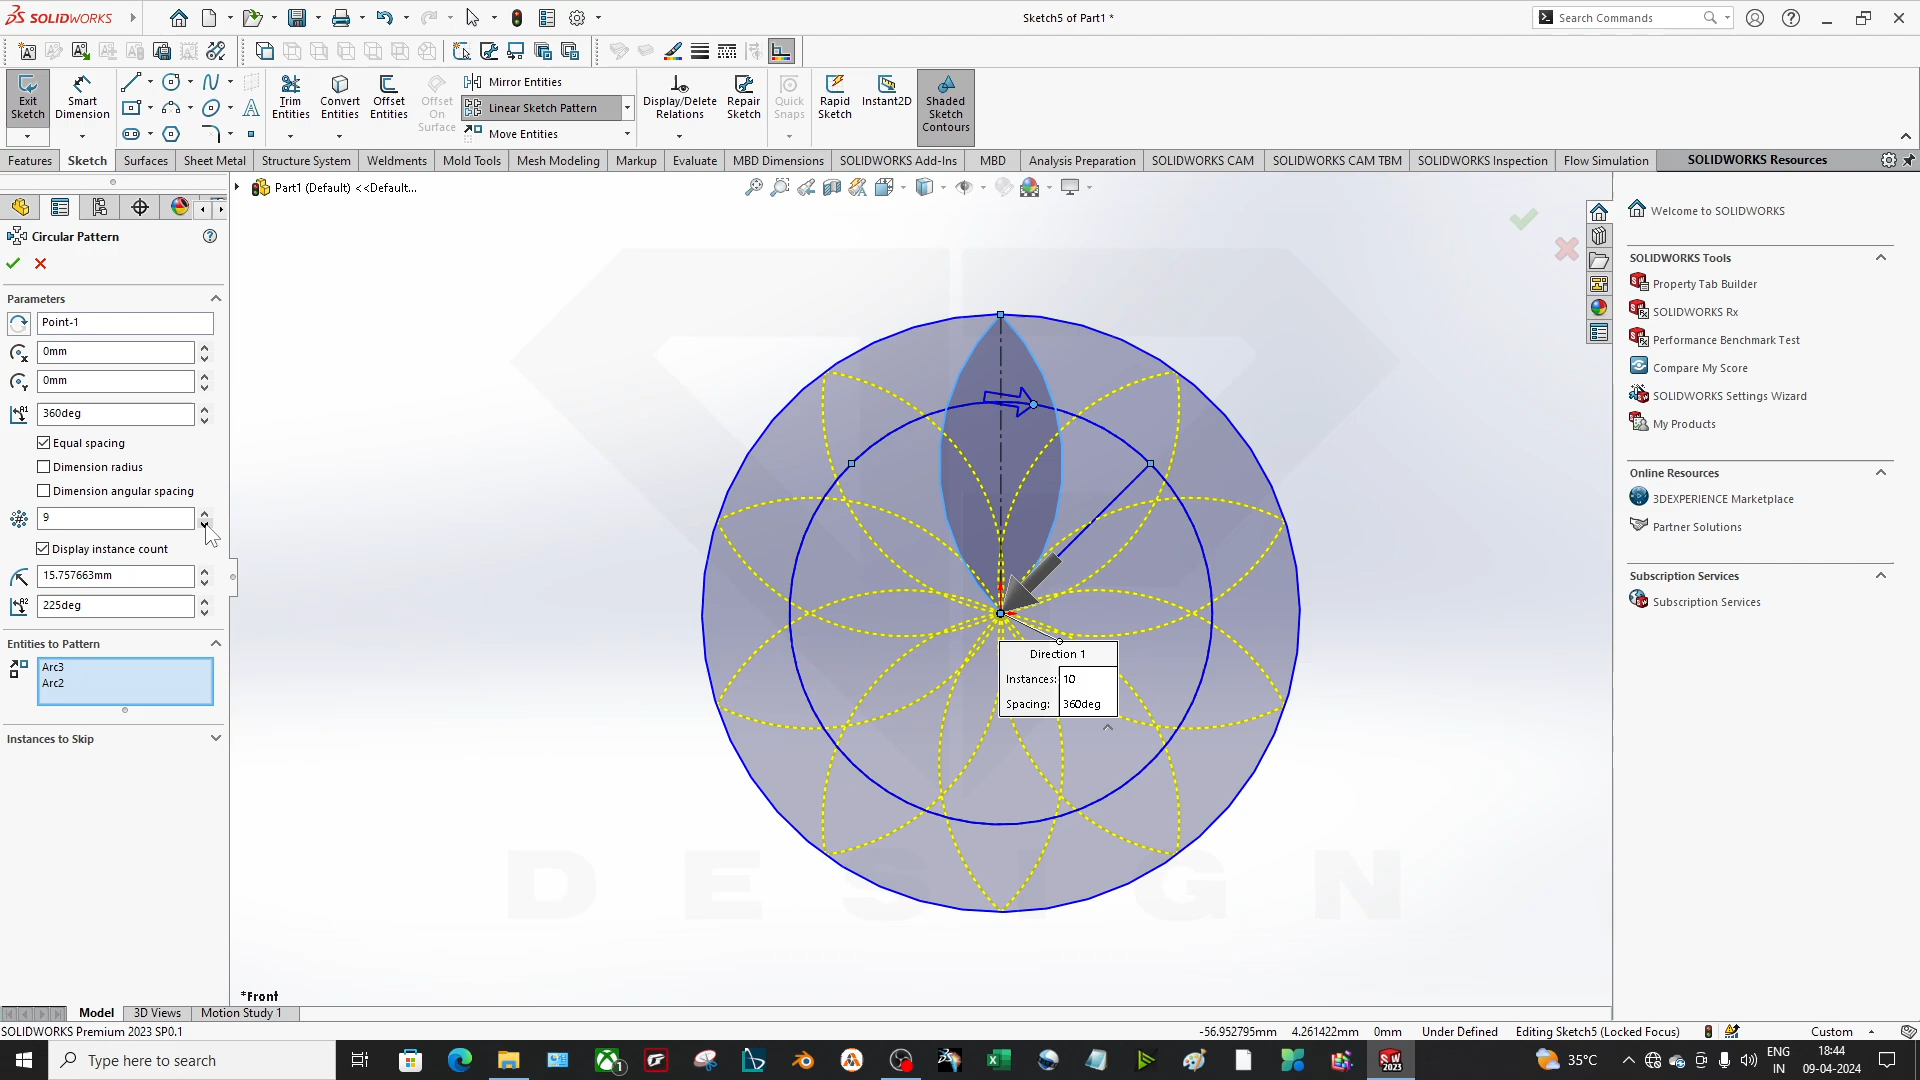 SOLIDWORKS
Sketch5 of Part1 *
Search Commands
Exit Sketch
Smart Dimension
Trim Entities
Convert Entities
Offset Entities
Offset On Surface
Mirror Entities
Linear Sketch Pattern
Move Entities
Display/Delete Relations
Repair Sketch
Quick Snaps
Rapid Sketch
Instant2D
Shaded Sketch Contours
Features
Sketch
Surfaces
Sheet Metal
Structure System
Weldments
Mold Tools
Mesh Modeling
Markup
Evaluate
MBD Dimensions
SOLIDWORKS Add-Ins
MBD
Analysis Preparation
SOLIDWORKS CAM
SOLIDWORKS CAM TBM
SOLIDWORKS Inspection
Flow Simulation
SOLIDWORKS Resources
Part1 (Default) <<Default...
Circular Pattern
Parameters
Point-1
0mm
0mm
360deg
Equal spacing
Dimension radius
Dimension angular spacing
9
Display instance count
15.757663mm
225deg
Entities to Pattern
Arc3
Arc2
Instances to Skip
Direction 1
Instances: 10
Spacing: 360deg
DESIGN
*Front
Welcome to SOLIDWORKS
SOLIDWORKS Tools
Property Tab Builder
SOLIDWORKS Rx
Performance Benchmark Test
Compare My Score
SOLIDWORKS Settings Wizard
My Products
Online Resources
3DEXPERIENCE Marketplace
Partner Solutions
Subscription Services
Subscription Services
Model
3D Views
Motion Study 1
SOLIDWORKS Premium 2023 SP0.1
-56.952795mm
4.261422mm
0mm
Under Defined
Editing Sketch5 (Locked Focus)
Custom
Type here to search
35°C
ENG
IN
18:44
09-04-2024